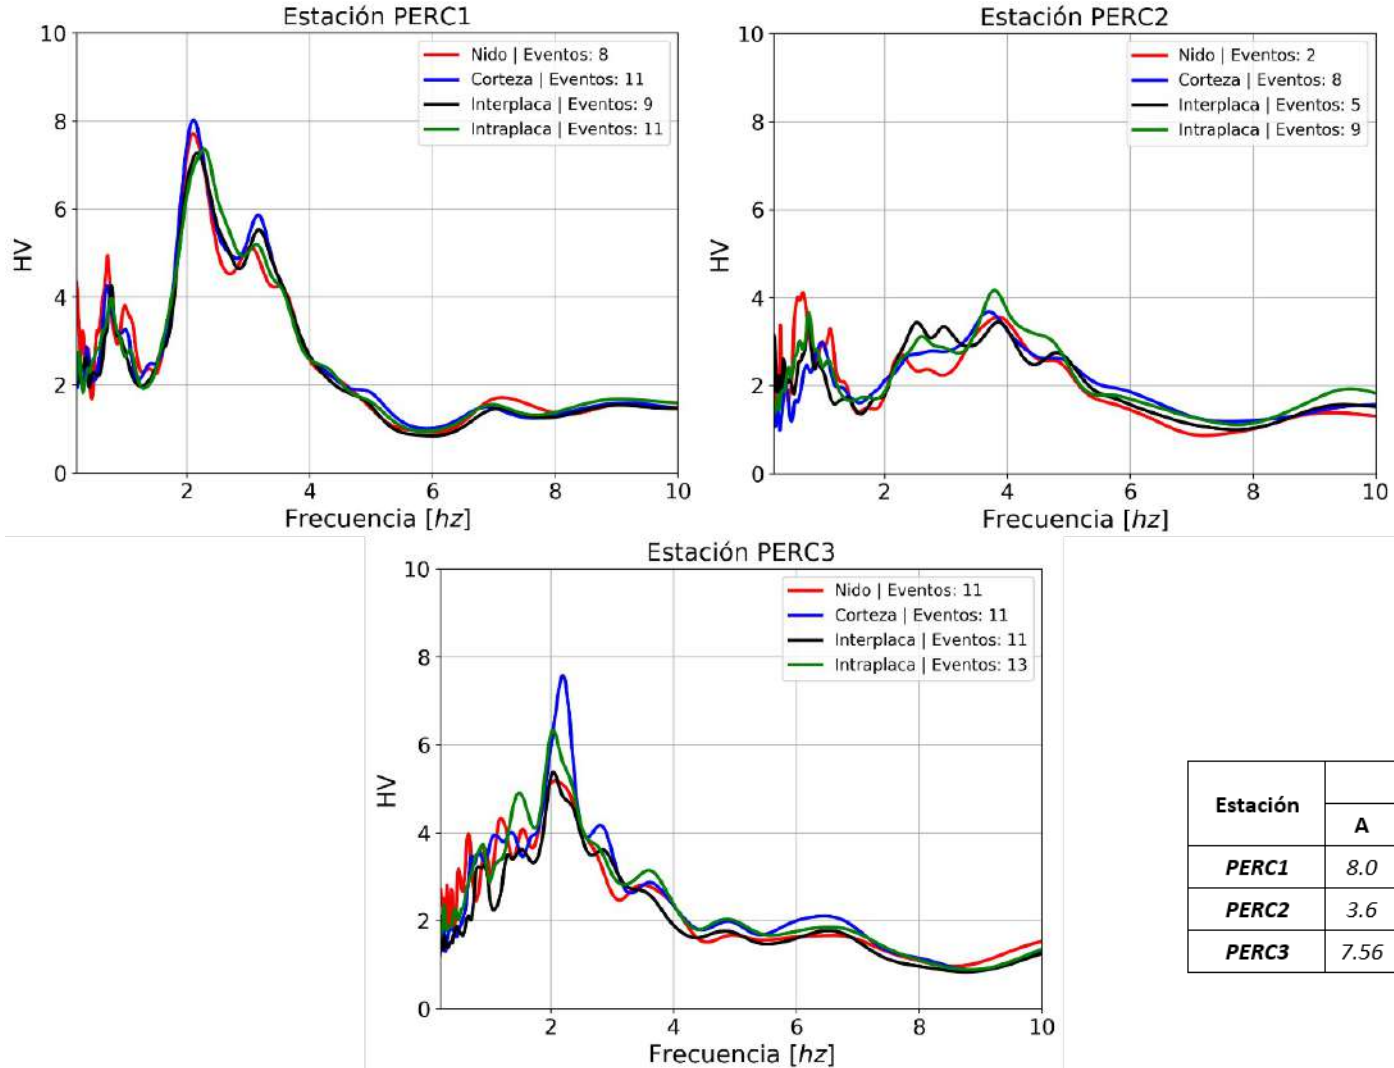 Estación PERC1
Nido | Eventos: 8
Corteza | Eventos: 11
Interplaca | Eventos: 9
Intraplaca | Eventos: 11
HV
10
8
6
4
2
0
2 4 6 8 10
Frecuencia [hz]
Estación PERC2
Nido | Eventos: 2
Corteza | Eventos: 8
Interplaca | Eventos: 5
Intraplaca | Eventos: 9
HV
10
8
6
4
2
0
2 4 6 8 10
Frecuencia [hz]
Estación PERC3
Nido | Eventos: 11
Corteza | Eventos: 11
Interplaca | Eventos: 11
Intraplaca | Eventos: 13
HV
10
8
6
4
2
0
2 4 6 8 10
Frecuencia [hz]
Estación
A
PERC1 8.0
PERC2 3.6
PERC3 7.56